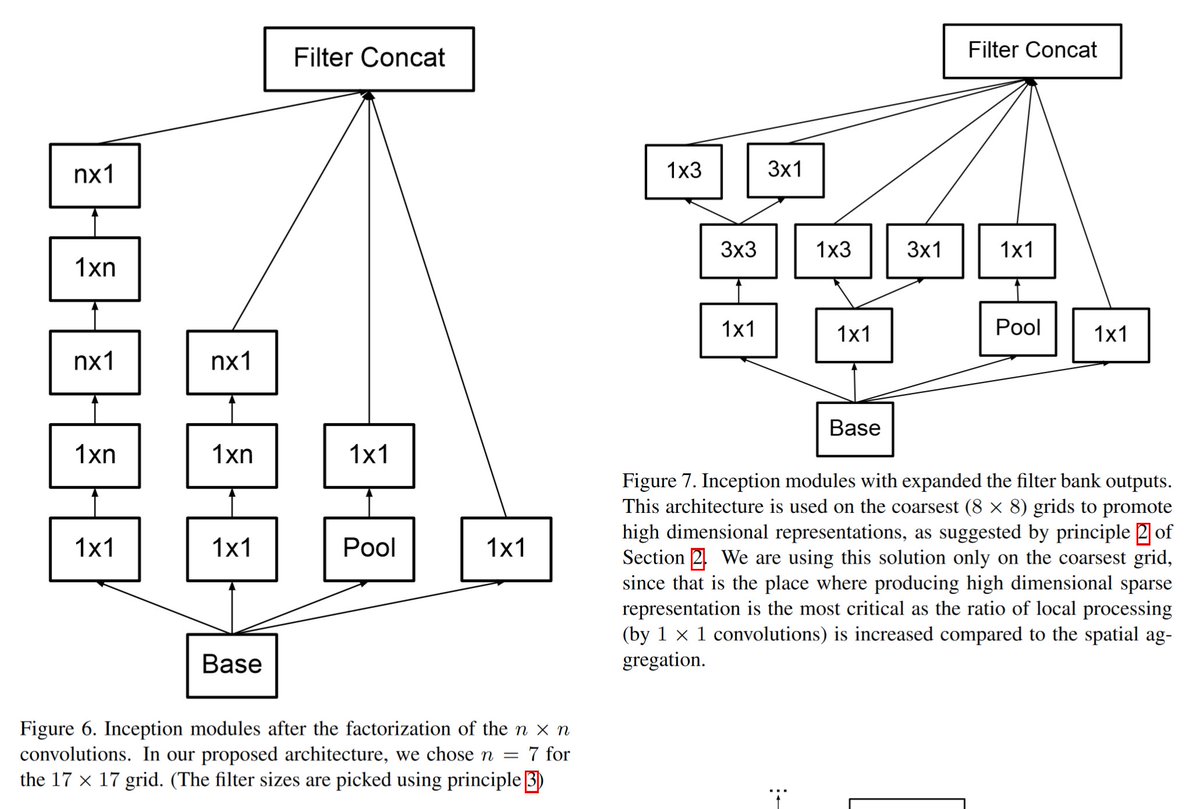 Filter Concat
nx1
1xn
nx1
nx1
1xn
1xn
1x1
1x1
1x1
Pool
1x1
Base
Figure 6. Inception modules after the factorization of the n × n
convolutions. In our proposed architecture, we chose n = 7 for
the 17 × 17 grid. (The filter sizes are picked using principle 3)
Filter Concat
1x3
3x1
3x3
1x3
3x1
1x1
1x1
1x1
Pool
1x1
Base
Figure 7. Inception modules with expanded the filter bank outputs.
This architecture is used on the coarsest (8 × 8) grids to promote
high dimensional representations, as suggested by principle 2 of
Section 2. We are using this solution only on the coarsest grid,
since that is the place where producing high dimensional sparse
representation is the most critical as the ratio of local processing
(by 1 × 1 convolutions) is increased compared to the spatial ag-
gregation.
...